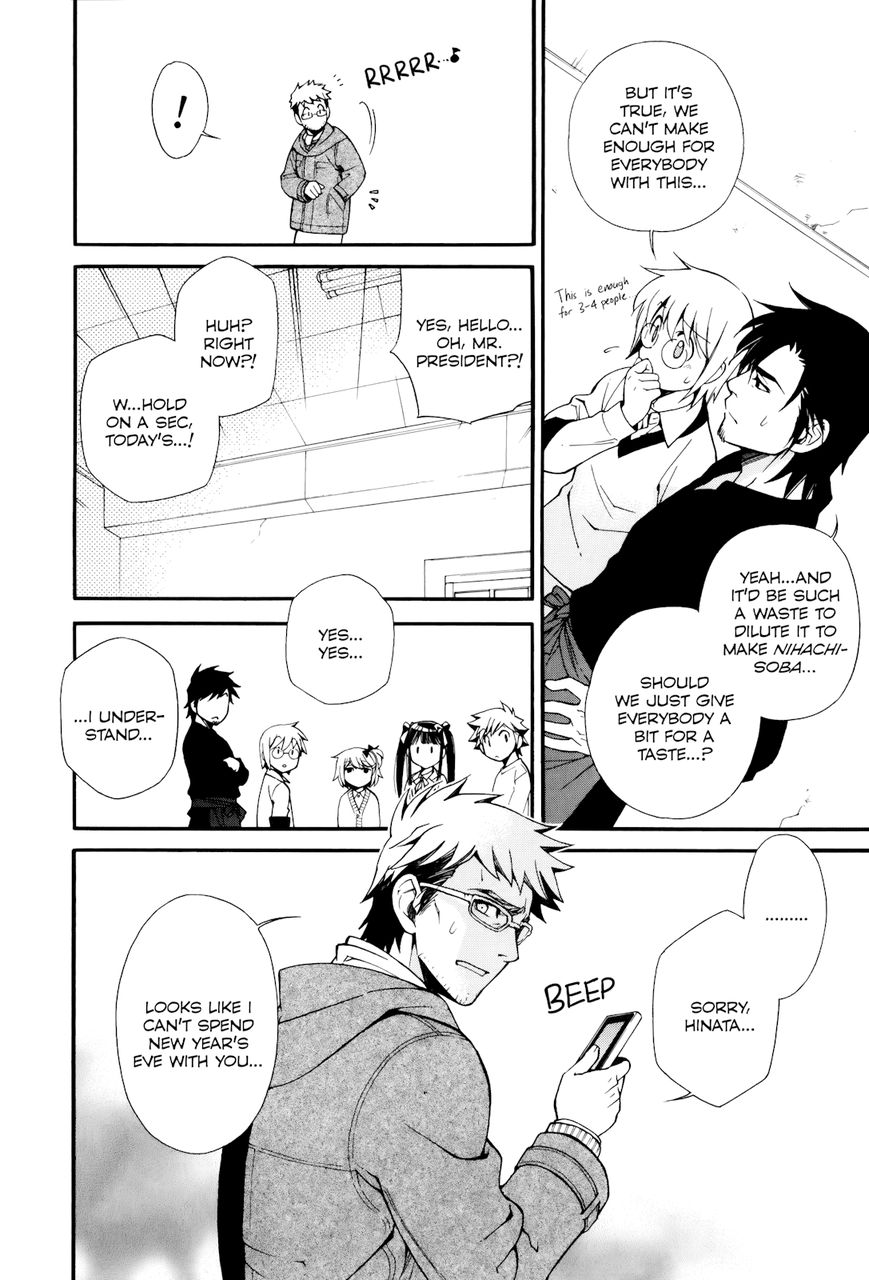 BUT IT'S
TRUE, WE
CAN'T MAKE
ENOUGH FOR
EVERYBODY
WITH THIS...
This is enough
for 3-4 people.
YEAH...AND
IT'D BE SUCH
A WASTE TO
DILUTE IT TO
MAKE NIHACHI-
SOBA...
SHOULD
WE JUST GIVE
EVERYBODY A
BIT FOR A
TASTE...?
RRRRR...♪
!
YES, HELLO...
OH, MR.
PRESIDENT?!
HUH?
RIGHT
NOW?!
W...HOLD
ON A SEC,
TODAY'S...!
YES...
YES...
...I UNDER-
STAND...
BEEP
.........
SORRY,
HINATA...
LOOKS LIKE I
CAN'T SPEND
NEW YEAR'S
EVE WITH YOU...